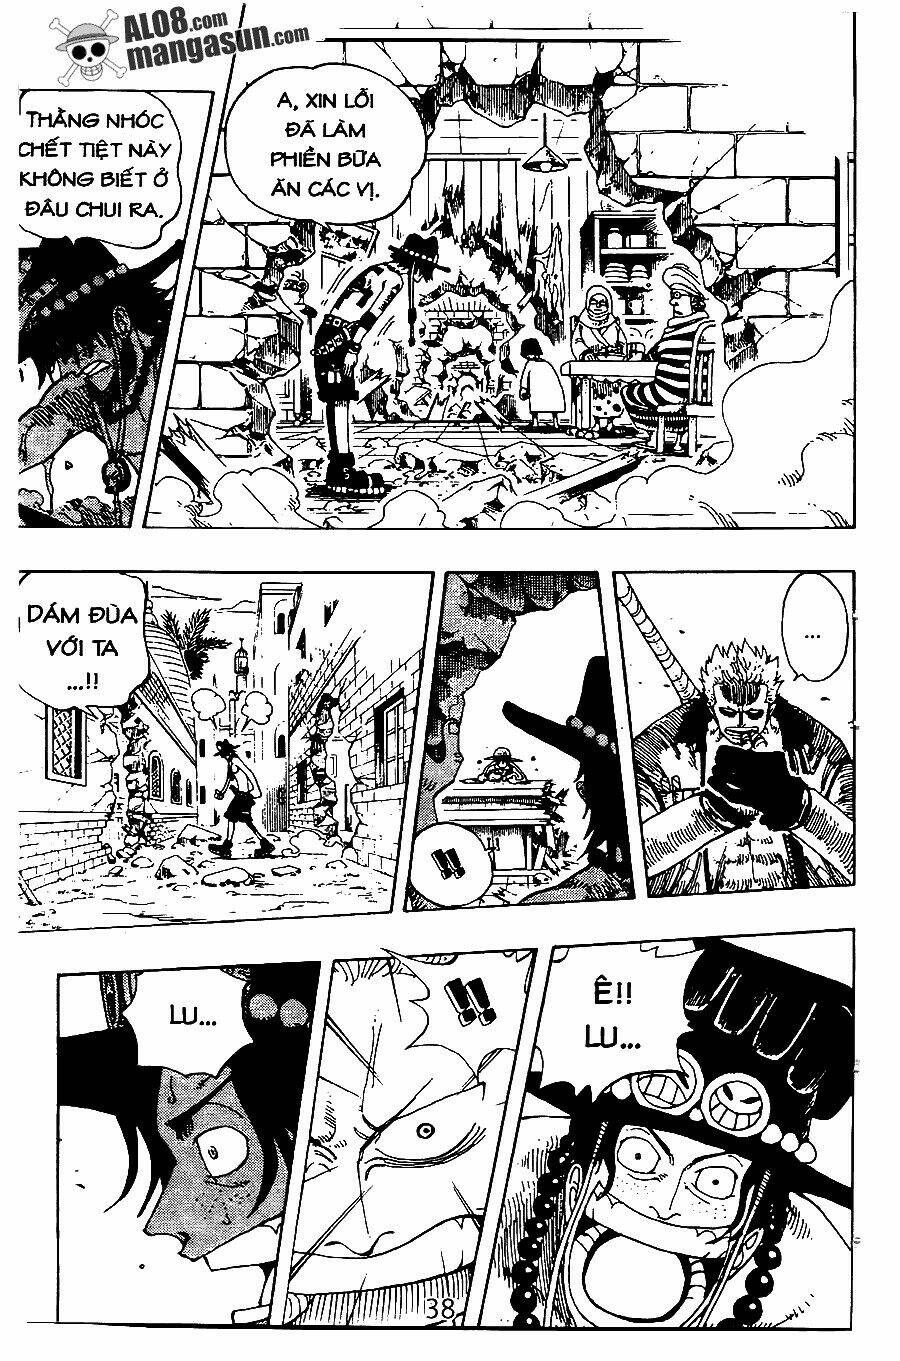 AL08.com
mangasun.com
THẰNG NHÓC
CHẾT TIỆT NÀY
KHÔNG BIẾT Ở
ĐÂU CHUI RA.
A, XIN LỖI
ĐÃ LÀM
PHIỀN BỮA
ĂN CÁC VỊ.
DÁM ĐÙA
VỚI TA
...!!
!!
...
LU...
!!
Ê!!
LU...
38